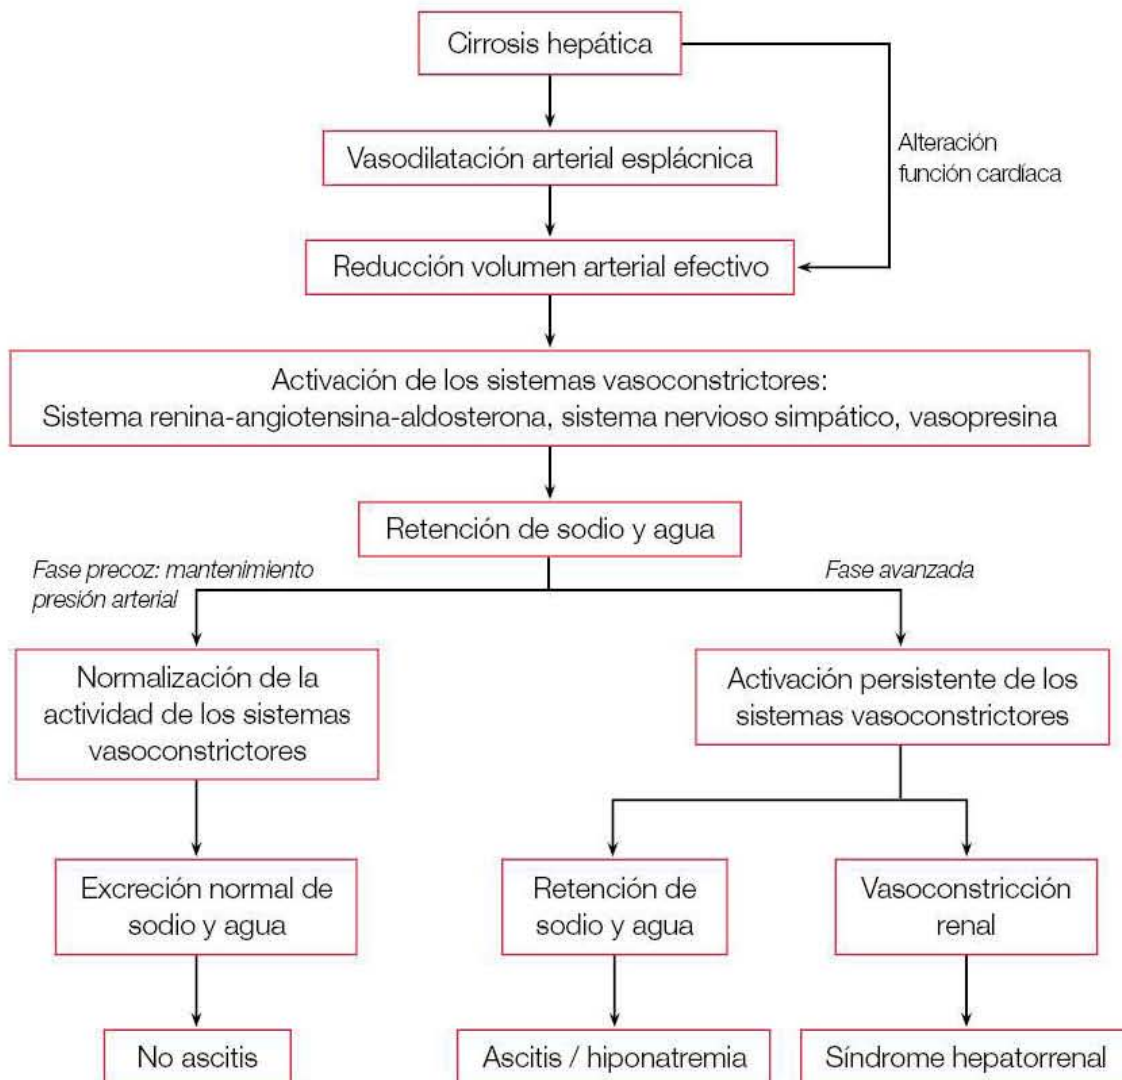 Cirrosis hepática
Alteración
función cardíaca
Vasodilatación arterial esplácnica
Reducción volumen arterial efectivo
Activación de los sistemas vasoconstrictores:
Sistema renina-angiotensina-aldosterona, sistema nervioso simpático, vasopresina
Retención de sodio y agua
Fase precoz: mantenimiento
presión arterial
Fase avanzada
Normalización de la
actividad de los sistemas
vasoconstrictores
Activación persistente de los
sistemas vasoconstrictores
Excreción normal de
sodio y agua
Retención de
sodio y agua
Vasoconstricción
renal
No ascitis
Ascitis / hiponatremia
Síndrome hepatorrenal